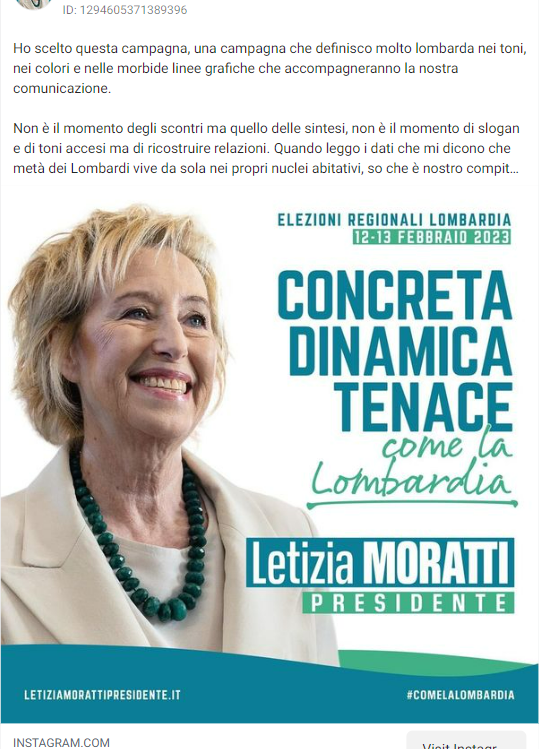 ID: 1294605371389396
Ho scelto questa campagna, una campagna che definisco molto lombarda nei toni,
nei colori e nelle morbide linee grafiche che accompagneranno la nostra
comunicazione.
Non è il momento degli scontri ma quello delle sintesi, non è il momento di slogan
e di toni accesi ma di ricostruire relazioni. Quando leggo i dati che mi dicono che
metà dei Lombardi vive da sola nei propri nuclei abitativi, so che è nostro compit...
ELEZIONI REGIONALI LOMBARDIA
12-13 FEBBRAIO 2023
CONCRETA
DINAMICA
TENACE
come la
Lombardia
Letizia MORATTI
PRESIDENTE
LETIZIAMORATTIPRESIDENTE.IT
#COMELALOMBARDIA
INSTAGRAM.COM
Visit Instagr